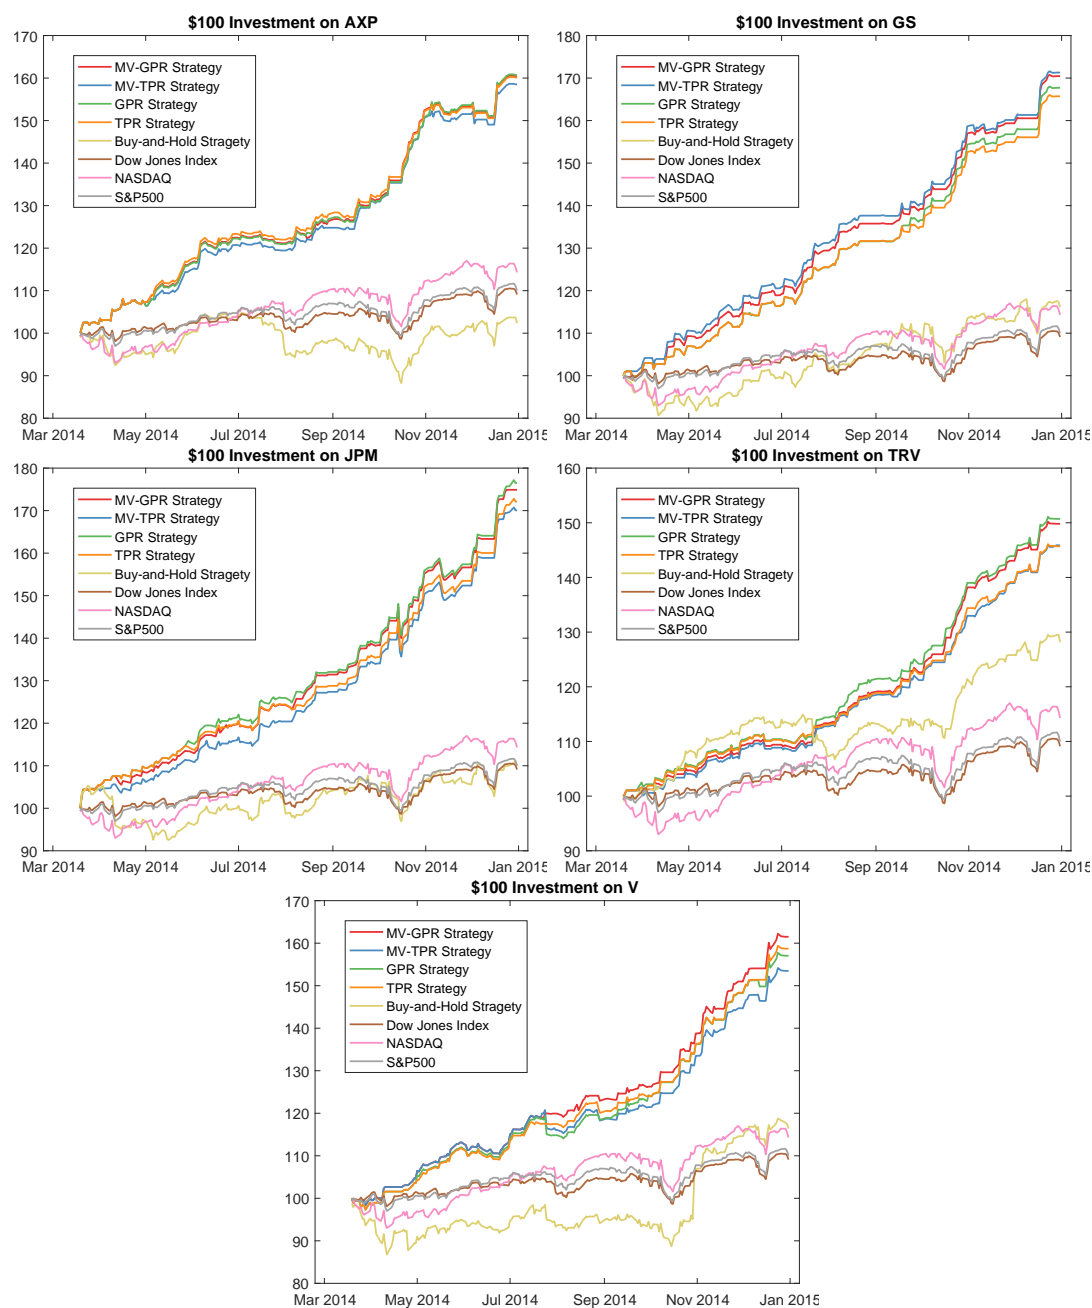 $100 Investment on AXP
170
160
150
140
130
120
110
100
90
80
MV-GPR Strategy
MV-TPR Strategy
GPR Strategy
TPR Strategy
Buy-and-Hold Stragety
Dow Jones Index
NASDAQ
S&P500
Mar 2014 May 2014 Jul 2014 Sep 2014 Nov 2014 Jan 2015
$100 Investment on GS
180
170
160
150
140
130
120
110
100
90
MV-GPR Strategy
MV-TPR Strategy
GPR Strategy
TPR Strategy
Buy-and-Hold Stragety
Dow Jones Index
NASDAQ
S&P500
Mar 2014 May 2014 Jul 2014 Sep 2014 Nov 2014 Jan 2015
$100 Investment on JPM
180
170
160
150
140
130
120
110
100
90
MV-GPR Strategy
MV-TPR Strategy
GPR Strategy
TPR Strategy
Buy-and-Hold Stragety
Dow Jones Index
NASDAQ
S&P500
Mar 2014 May 2014 Jul 2014 Sep 2014 Nov 2014 Jan 2015
$100 Investment on TRV
160
150
140
130
120
110
100
90
MV-GPR Strategy
MV-TPR Strategy
GPR Strategy
TPR Strategy
Buy-and-Hold Stragety
Dow Jones Index
NASDAQ
S&P500
Mar 2014 May 2014 Jul 2014 Sep 2014 Nov 2014 Jan 2015
$100 Investment on V
170
160
150
140
130
120
110
100
90
80
MV-GPR Strategy
MV-TPR Strategy
GPR Strategy
TPR Strategy
Buy-and-Hold Stragety
Dow Jones Index
NASDAQ
S&P500
Mar 2014 May 2014 Jul 2014 Sep 2014 Nov 2014 Jan 2015